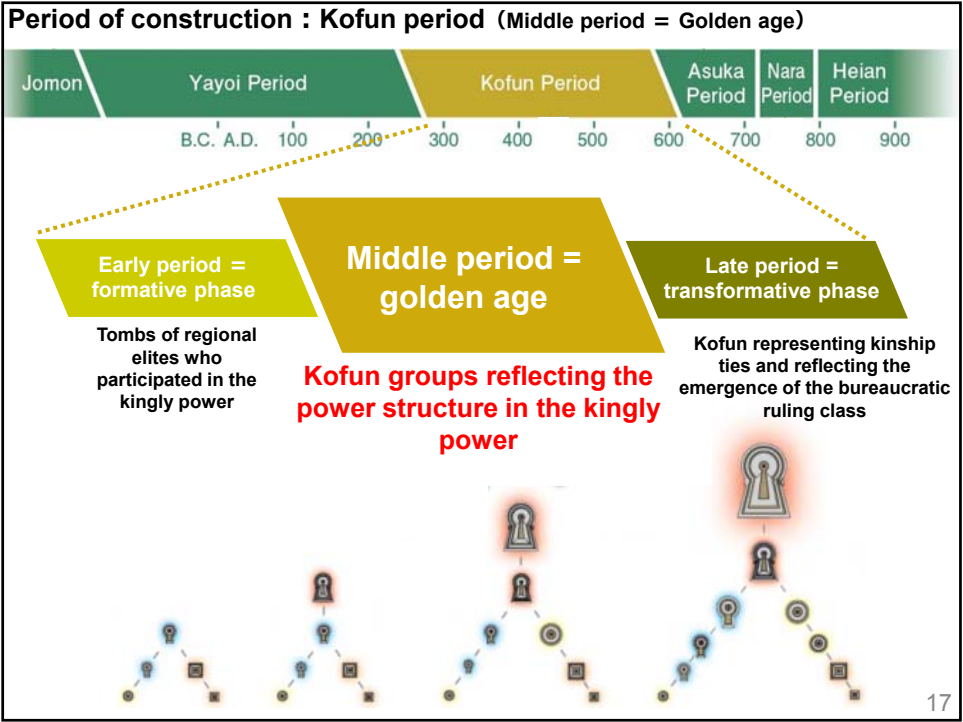 Period of construction：Kofun period（Middle period = Golden age）
Jomon
Yayoi Period
Kofun Period
Asuka
Period
Nara
Period
Heian
Period
B.C. A.D. 100 200 300 400 500 600 700 800 900
Early period =
formative phase
Middle period =
golden age
Late period =
transformative phase
Tombs of regional
elites who
participated in the
kingly power
Kofun groups reflecting the
power structure in the kingly
power
Kofun representing kinship
ties and reflecting the
emergence of the bureaucratic
ruling class
17